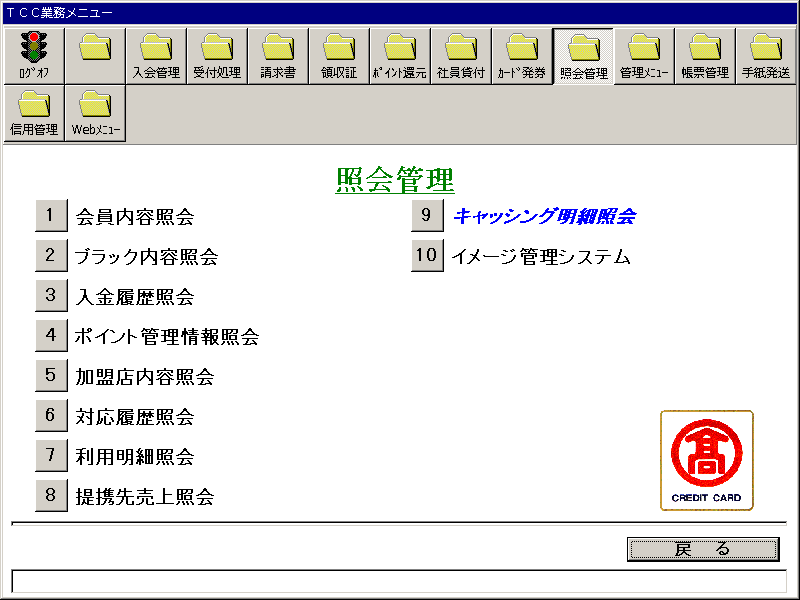 ＴＣＣ業務メニュー
ﾛｸﾞｵﾌ
入会管理
受付処理
請求書
領収証
ﾎﾟｲﾝﾄ還元
社員貸付
ｶｰﾄﾞ発券
照会管理
管理ﾒﾆｭｰ
帳票管理
手紙発送
信用管理
Webﾒﾆｭｰ
照会管理
1 会員内容照会
2 ブラック内容照会
3 入金履歴照会
4 ポイント管理情報照会
5 加盟店内容照会
6 対応履歴照会
7 利用明細照会
8 提携先売上照会
9 キャッシング明細照会
10 イメージ管理システム
髙
CREDIT CARD
戻　る